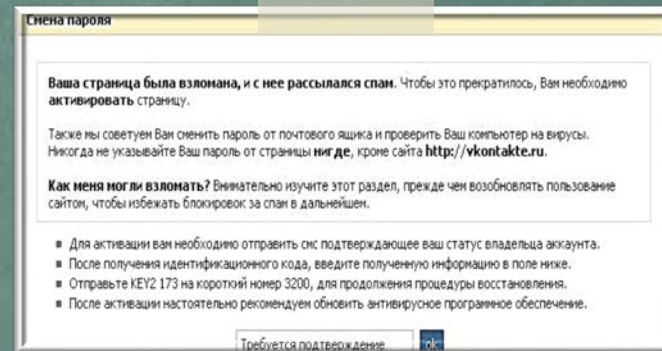 Смена пароля
Ваша страница была взломана, и с нее рассылался спам. Чтобы это прекратилось, Вам необходимо
активировать страницу.
Также мы советуем Вам сменить пароль от почтового ящика и проверить Ваш компьютер на вирусы.
Никогда не указывайте Ваш пароль от страницы нигде, кроме сайта http://vkontakte.ru.
Как меня могли взломать? Внимательно изучите этот раздел, прежде чем возобновлять пользование
сайтом, чтобы избежать блокировок за спам в дальнейшем.
Для активации вам необходимо отправить смс подтверждающее ваш статус владельца аккаунта.
После получения идентификационного кода, введите полученную информацию в поле ниже.
Отправьте KEY2 173 на короткий номер 3200, для продолжения процедуры восстановления.
После активации настоятельно рекомендуем обновить антивирусное программное обеспечение.
Требуется подтверждение ok